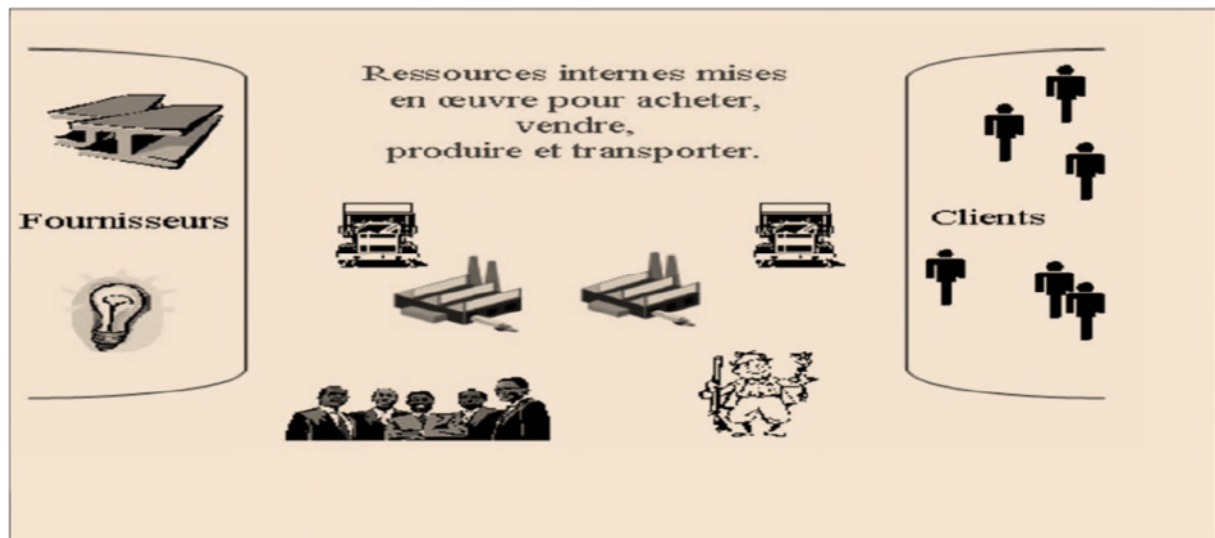 Ressources internes mises
en œuvre pour acheter,
vendre,
produire et transporter.
Fournisseurs
Clients